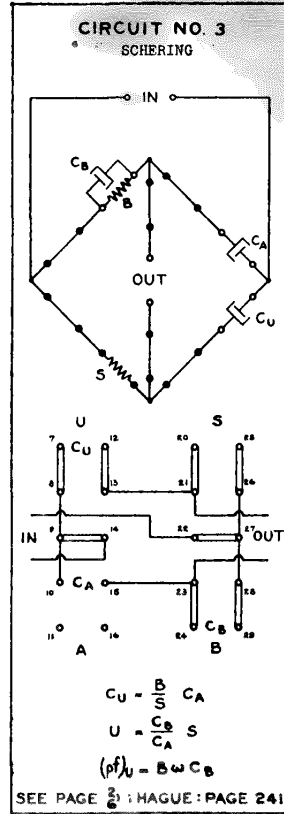 CIRCUIT NO. 3
SCHERING
IN
C_B
B
C_A
OUT
C_U
S
U S
7 C_U 12 20 25
8 13 21 26
IN 9 14 22 27 OUT
10 C_A 15 23 28
11 16 24 C_B 29
A B
C_U = B/S C_A
U = C_B/C_A S
(pf)_U = B ω C_B
SEE PAGE : HAGUE: PAGE 241